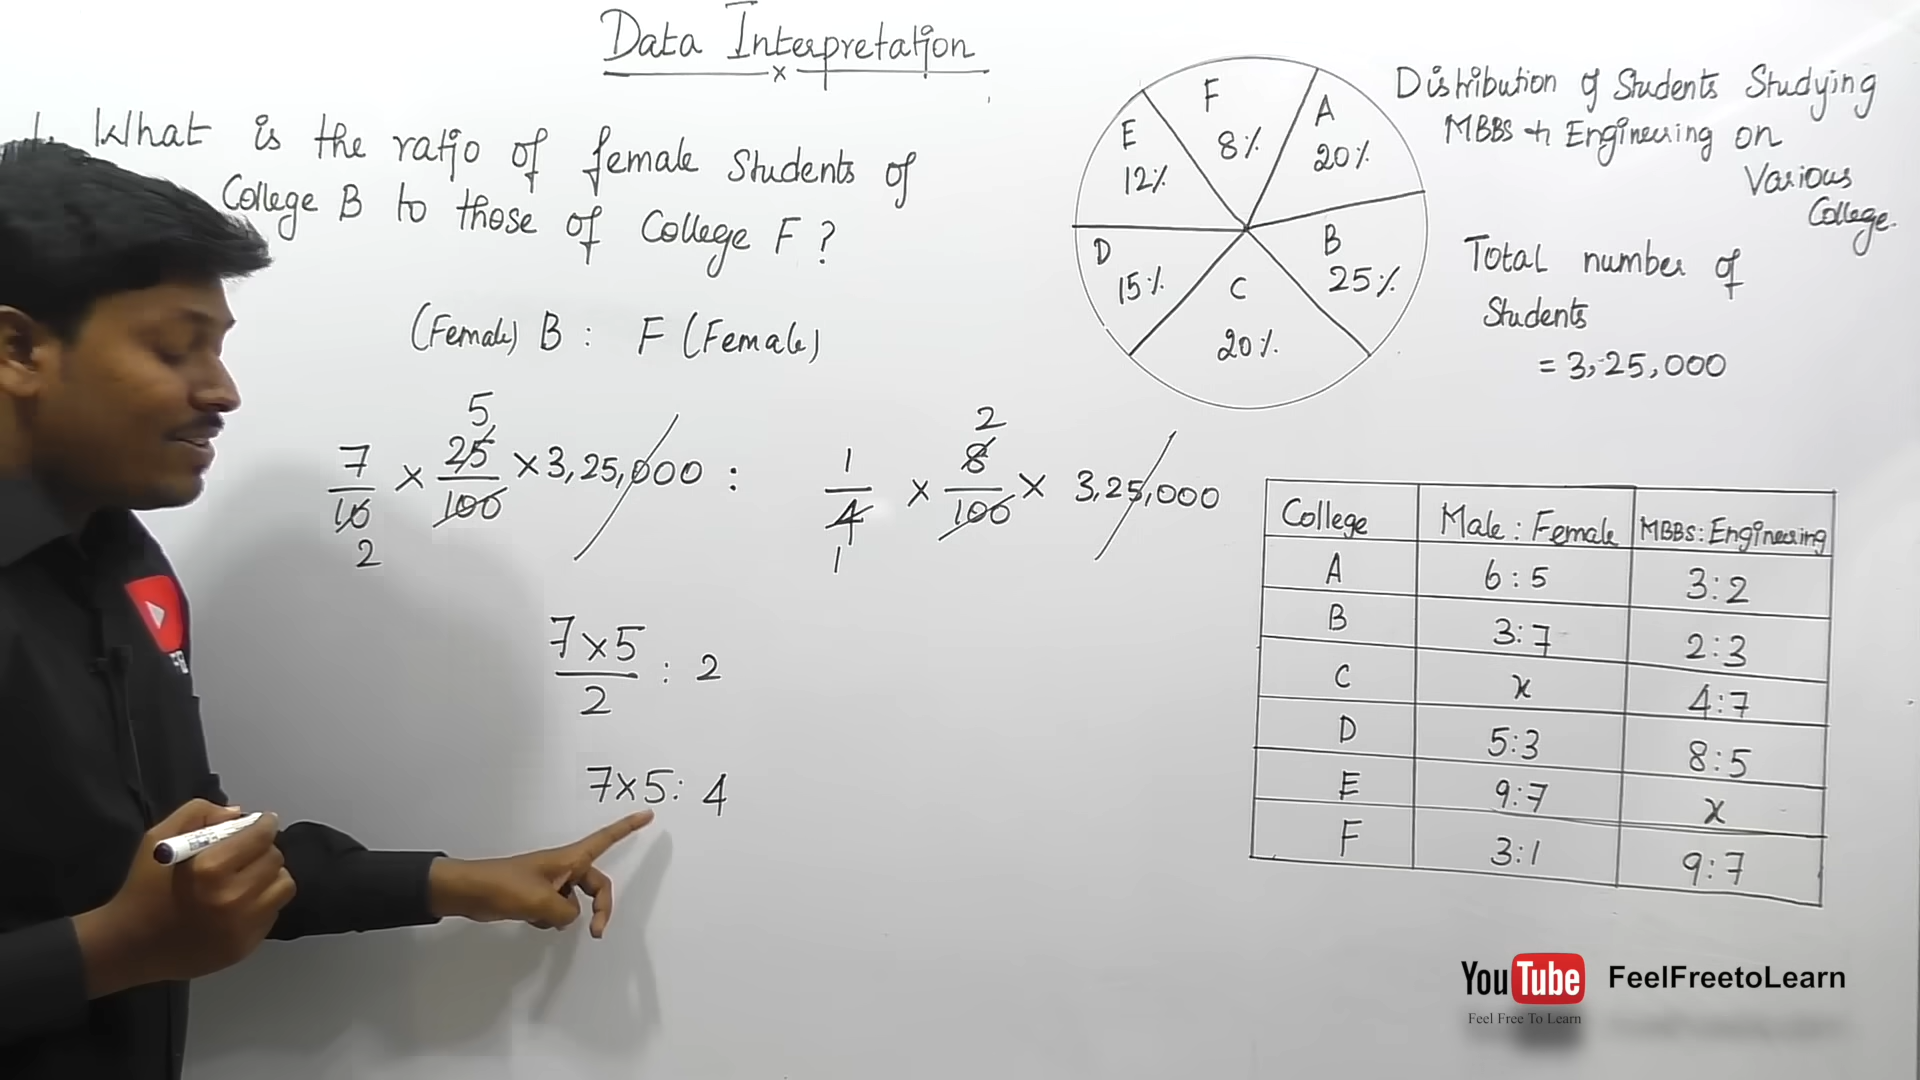 Data Interpretation
x
1. What is the ratio of female Students of
College B to those of College F ?
(Female) B : F (Female)
5
7/10 × 25/100 × 3,25,000 :
2
2
1/4 × 8/100 × 3,25,000
1
7×5/2 : 2
7×5 : 4
F
8%
A
20%
E
12%
B
25%
D
15%
C
20%
Distribution of Students Studying
MBBS & Engineering on
Various
College.
Total number of
Students
= 3,25,000
College Male : Female MBBS : Engineering
A 6 : 5 3 : 2
B 3 : 7 2 : 3
C x 4 : 7
D 5 : 3 8 : 5
E 9 : 7 x
F 3 : 1 9 : 7
YouTube FeelFreetoLearn
Feel Free To Learn